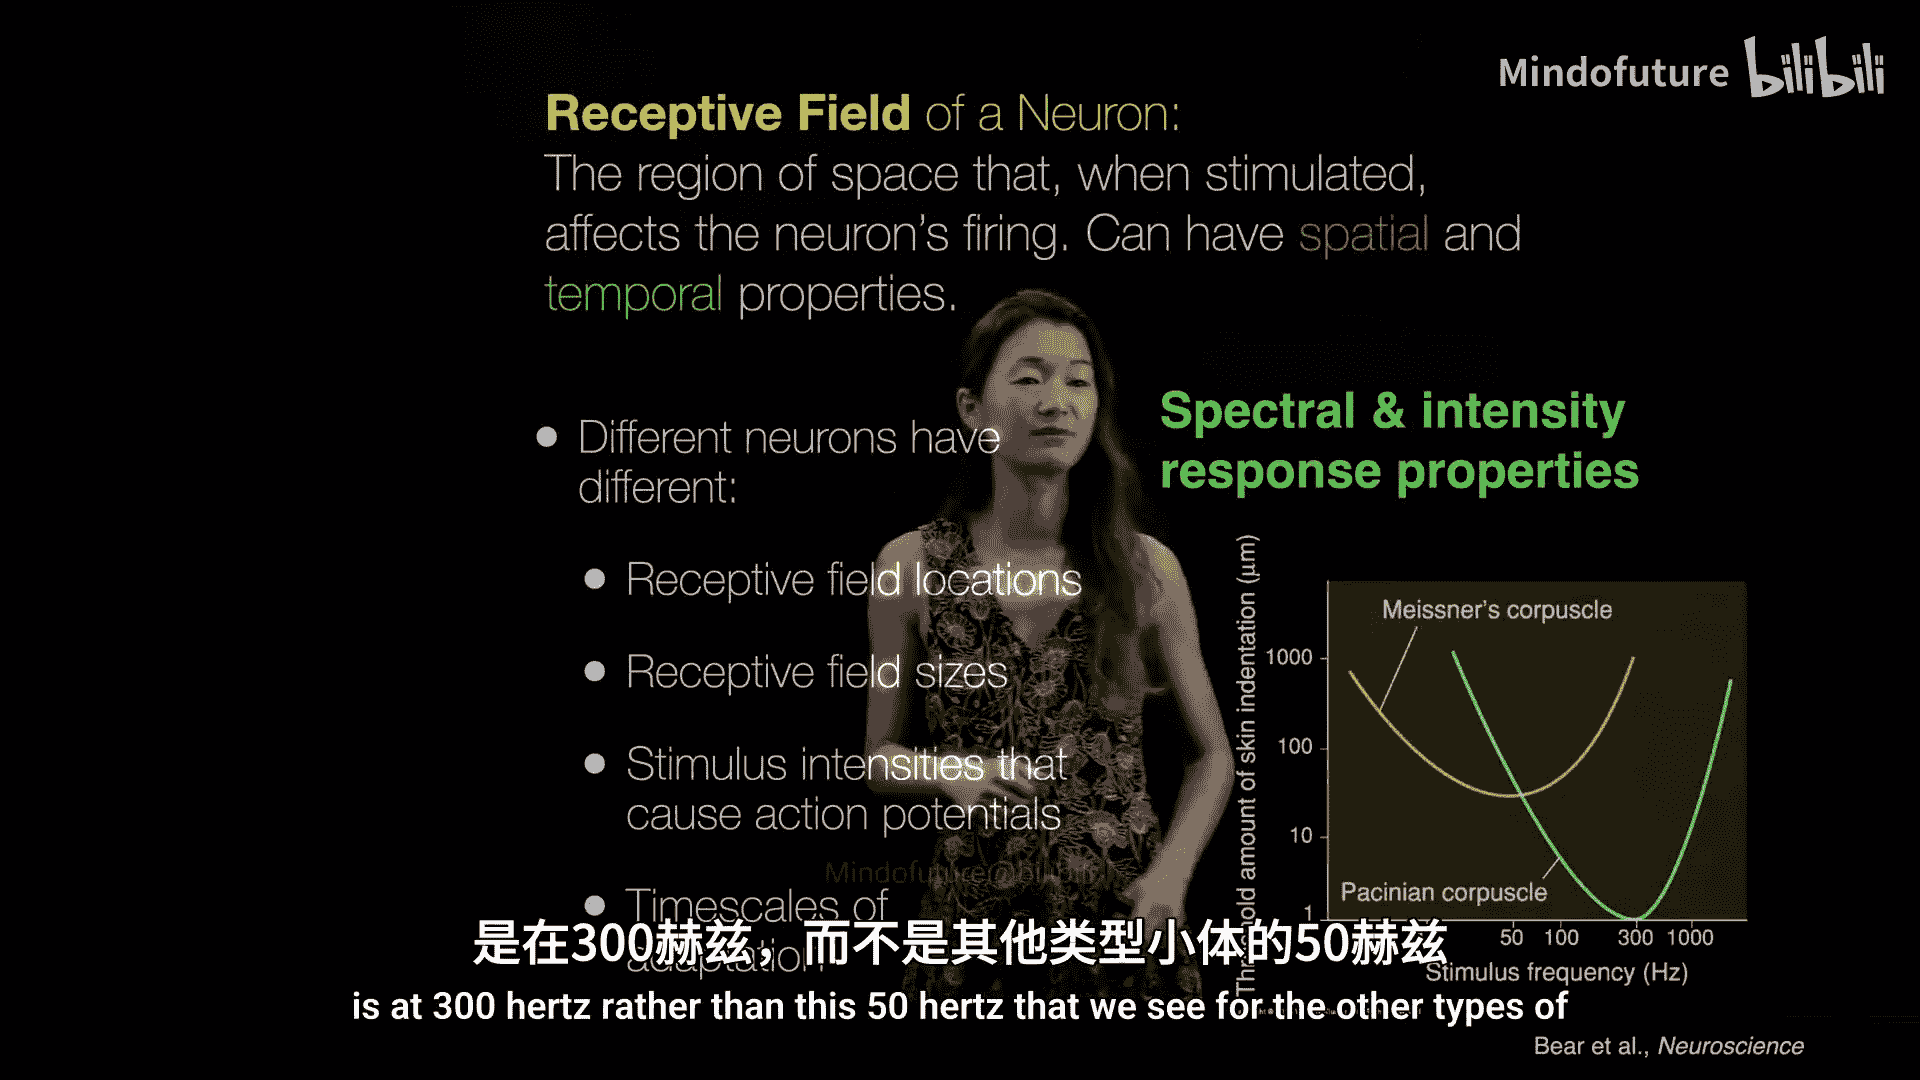 Mindofuture bilibili
Receptive Field of a Neuron:
The region of space that, when stimulated,
affects the neuron's firing. Can have spatial and
temporal properties.
● Different neurons have
different:
● Receptive field locations
● Receptive field sizes
● Stimulus intensities that
cause action potentials
● Timescales of
adaptation
Spectral & intensity
response properties
Threshold amount of skin indentation (μm)
Meissner's corpuscle
1000
100
10
1
Pacinian corpuscle
50 100 300 1000
Stimulus frequency (Hz)
Mindofuture@bilibili
是在300赫兹，而不是其他类型小体的50赫兹
is at 300 hertz rather than this 50 hertz that we see for the other types of
Bear et al., Neuroscience